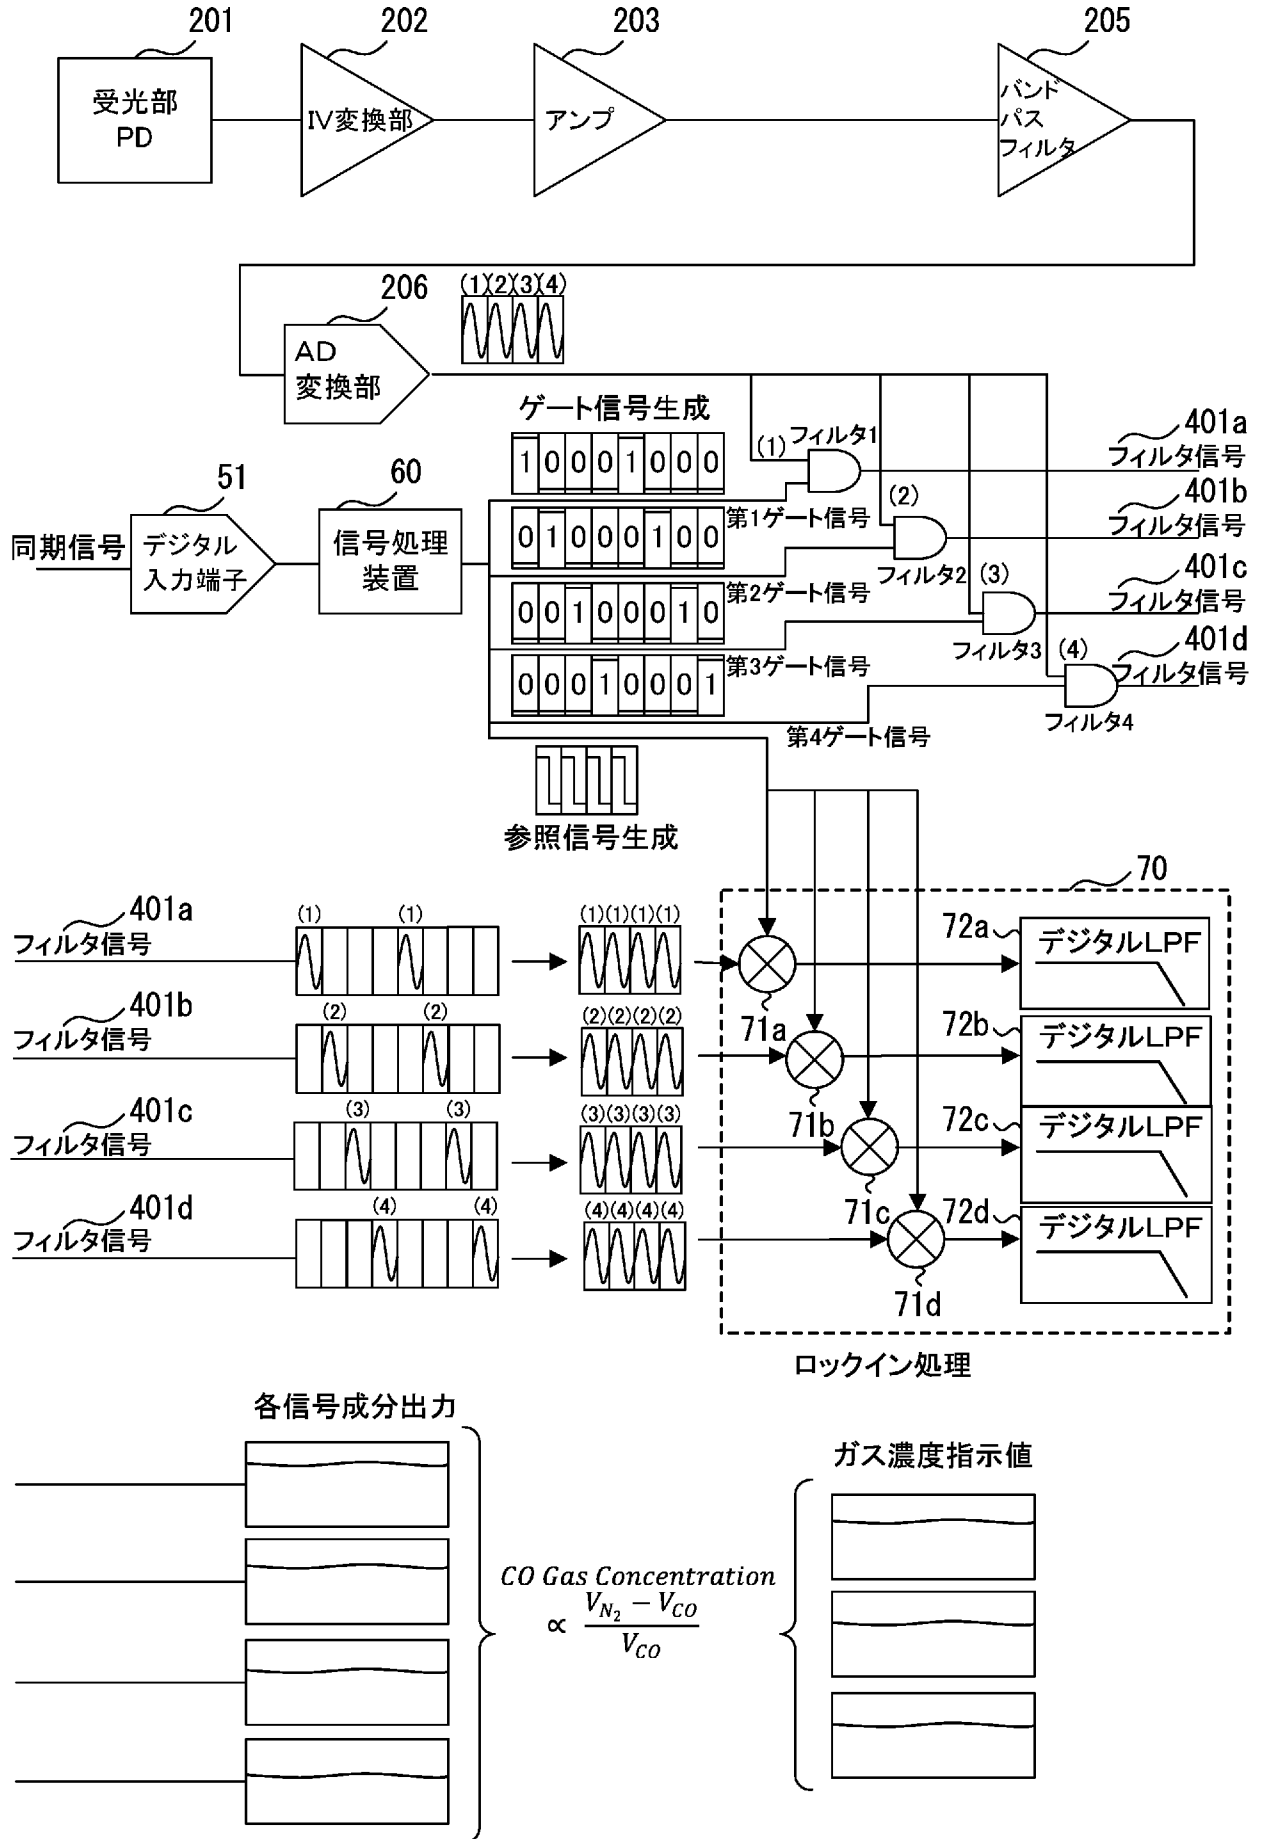 201
202
203
205
受光部
PD
IV変換部
アンプ
バンド
パス
フィルタ
206
(1)(2)(3)(4)
AD
変換部
ゲート信号生成
1 0 0 0 1 0 0 0
(1)
フィルタ1
401a
フィルタ信号
51
60
同期信号
デジタル
入力端子
信号処理
装置
第1ゲート信号
0 1 0 0 0 1 0 0
(2)
フィルタ2
401b
フィルタ信号
第2ゲート信号
0 0 1 0 0 0 1 0
(3)
フィルタ3
401c
フィルタ信号
第3ゲート信号
0 0 0 1 0 0 0 1
(4)
フィルタ4
401d
フィルタ信号
第4ゲート信号
参照信号生成
70
401a
フィルタ信号
(1) (1)
(1)(1)(1)(1)
71a
72a
デジタルLPF
401b
フィルタ信号
(2) (2)
(2)(2)(2)(2)
71b
72b
デジタルLPF
401c
フィルタ信号
(3) (3)
(3)(3)(3)(3)
71c
72c
デジタルLPF
401d
フィルタ信号
(4) (4)
(4)(4)(4)(4)
71d
72d
デジタルLPF
ロックイン処理
各信号成分出力
ガス濃度指示値
CO Gas Concentration
∝ (V_{N_2} − V_{CO}) / V_{CO}